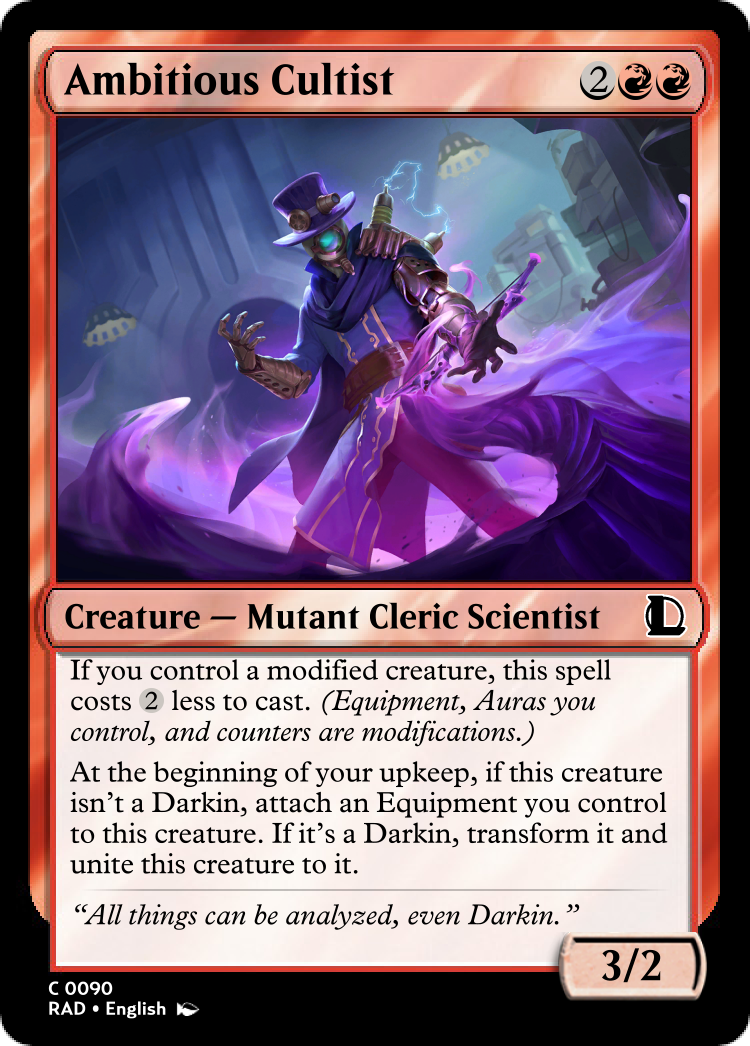 Ambitious Cultist 2
Creature — Mutant Cleric Scientist
If you control a modified creature, this spell
costs 2 less to cast. (Equipment, Auras you
control, and counters are modifications.)
At the beginning of your upkeep, if this creature
isn't a Darkin, attach an Equipment you control
to this creature. If it's a Darkin, transform it and
unite this creature to it.
“All things can be analyzed, even Darkin.”
3/2
C 0090
RAD • English